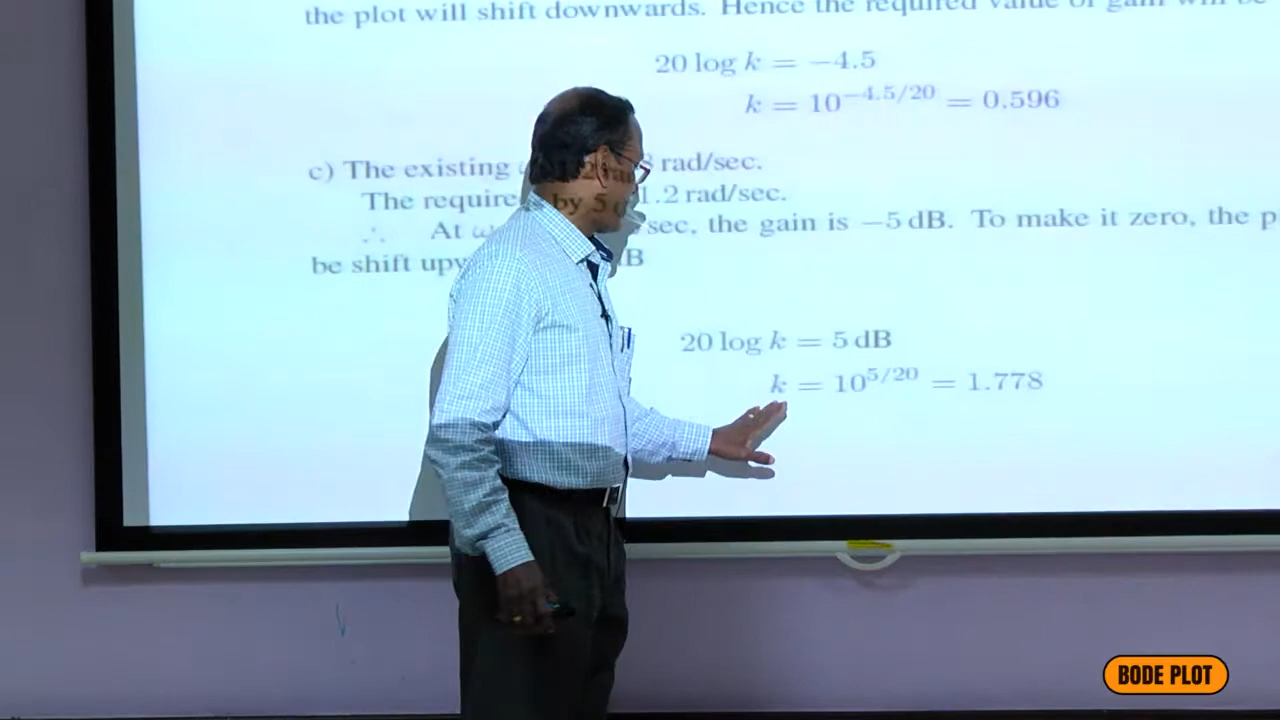 the plot will shift downwards. Hence the required value of gain will be
20 log k = −4.5
k = 10^{−4.5/20} = 0.596
c) The existing rad/sec.
The require 1.2 rad/sec.
∴ At ω sec, the gain is −5 dB. To make it zero, the p
be shift upw by 5 dB
20 log k = 5 dB
k = 10^{5/20} = 1.778
BODE PLOT